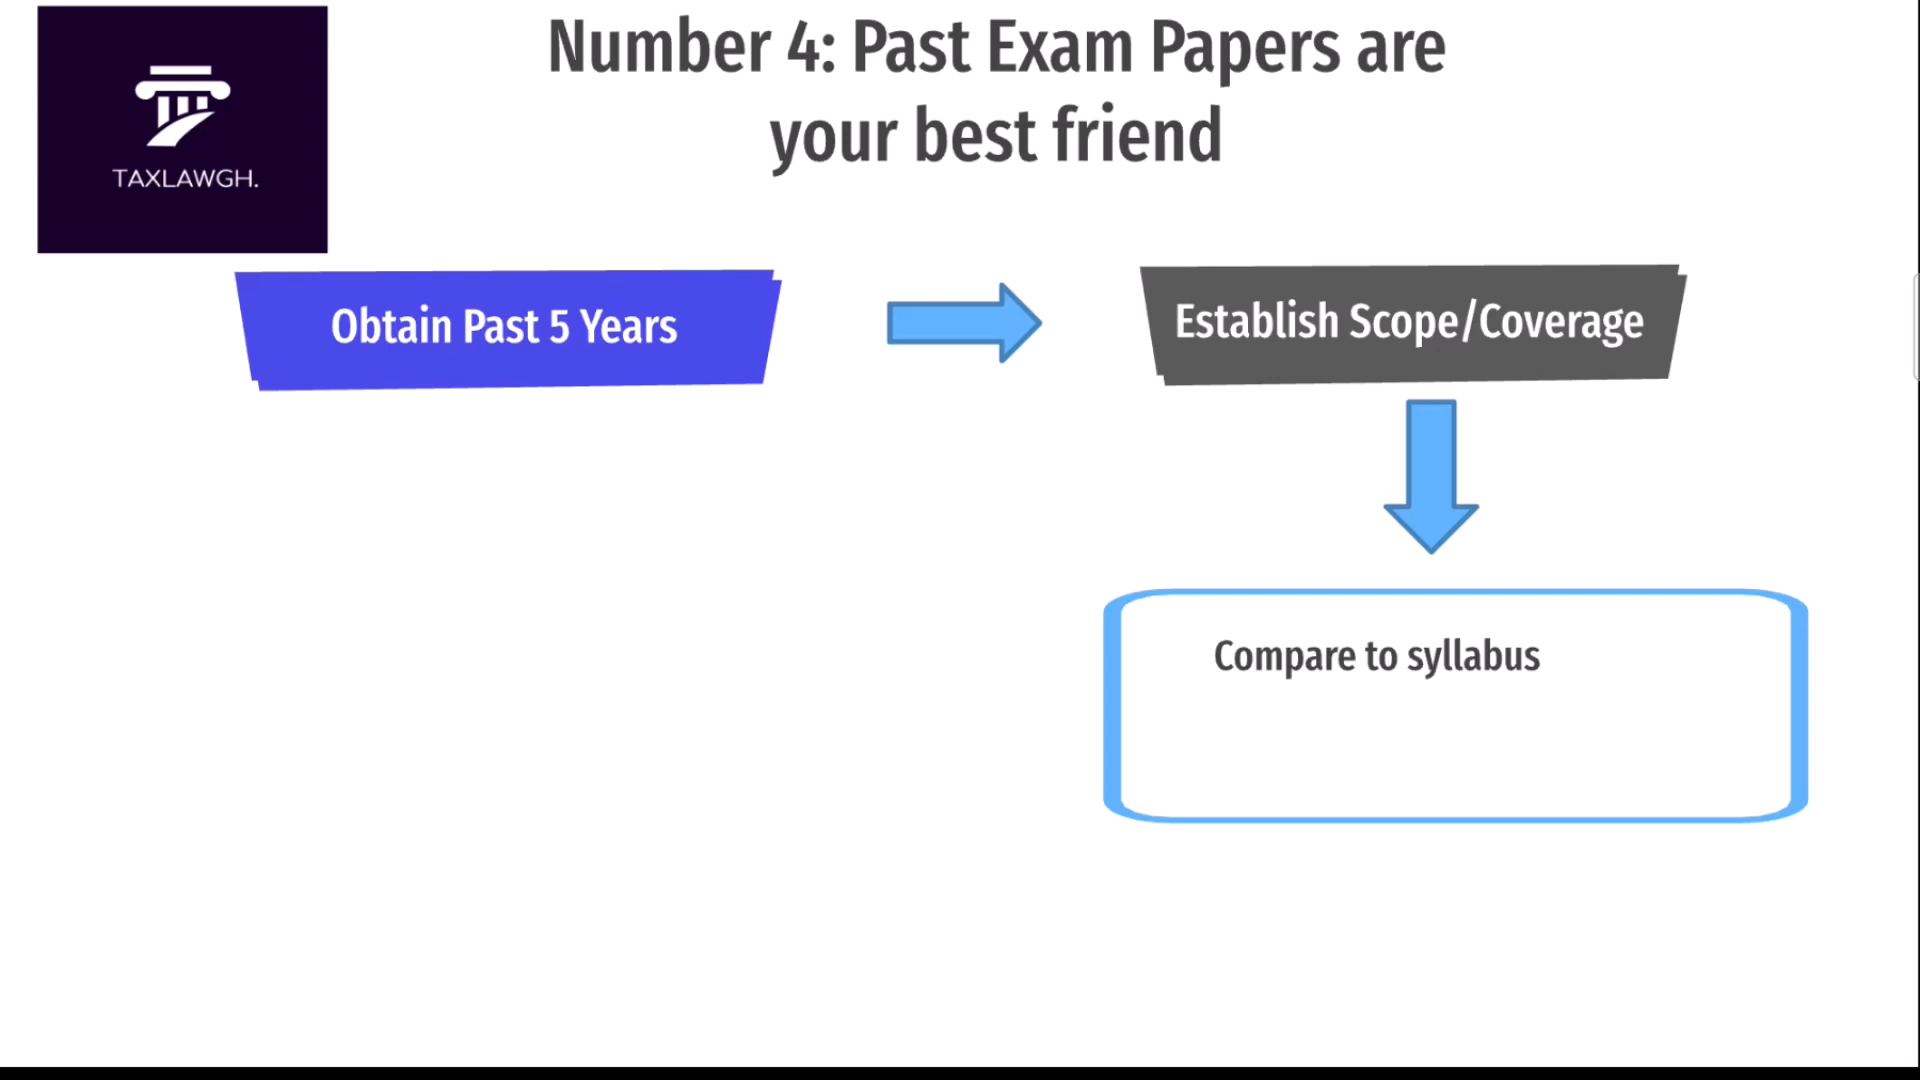 Number 4: Past Exam Papers are
your best friend
TAXLAWGH.
Obtain Past 5 Years
Establish Scope/Coverage
Compare to syllabus